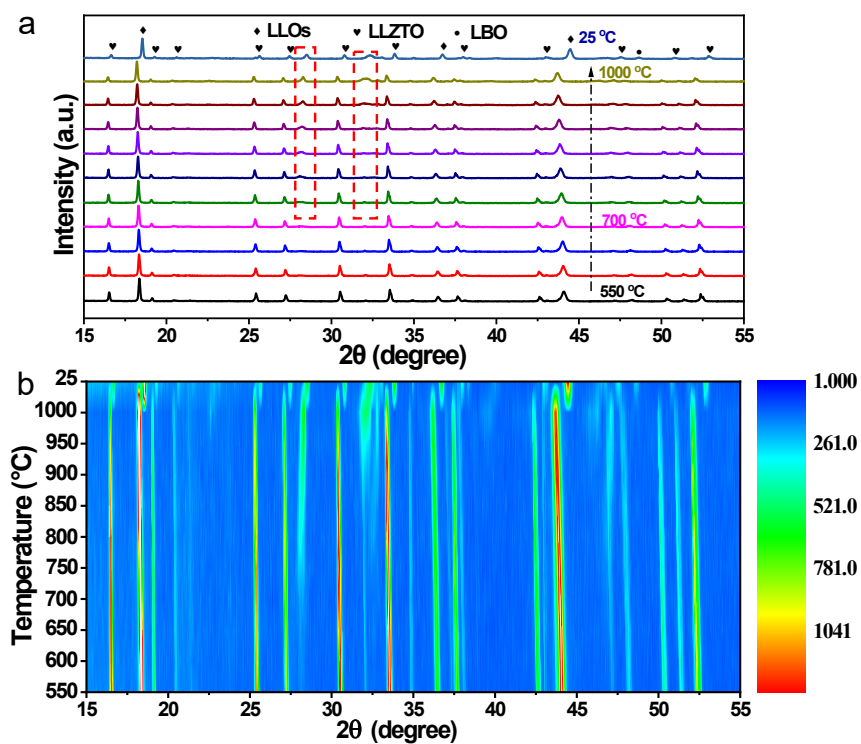 a
♦ LLOs ♥ LLZTO • LBO
25 °C
1000 °C
700 °C
550 °C
Intensity (a.u.)
15 20 25 30 35 40 45 50 55
2θ (degree)
b
25
1000
950
900
850
800
750
700
650
600
550
Temperature (°C)
15 20 25 30 35 40 45 50 55
2θ (degree)
1.000
261.0
521.0
781.0
1041